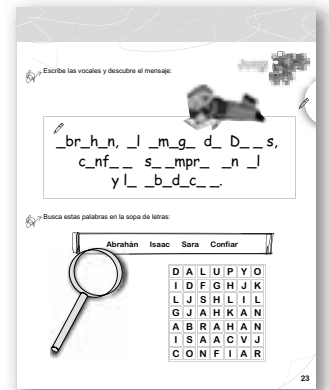 Escribe las vocales y descubre el mensaje:
_br_h_n, _l _m_g_ d_ D_ _ s,
c_nf_ _ s_ _mpr_ _n _l
y l_ _b_d_c_ _.
Busca estas palabras en la sopa de letras:
Abrahán Isaac Sara Confiar
D A L U P Y O
I D F G H J K
L J S H L I L
G J A H K A N
A B R A H A N
I S A A C V J
C O N F I A R
23